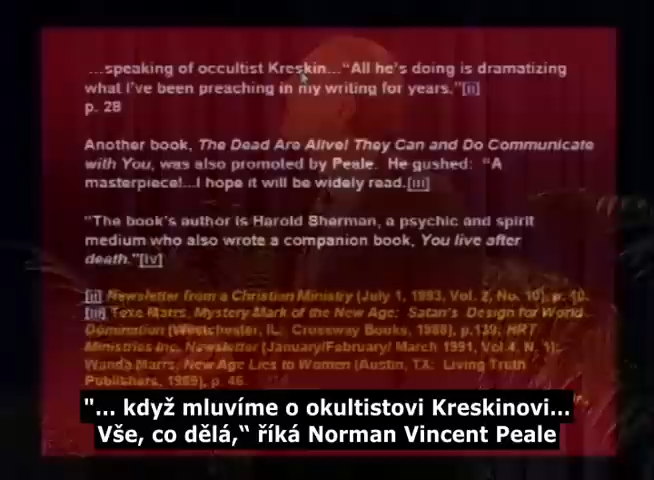 ...speaking of occultist Kreskin..."All he's doing is dramatizing
what I've been preaching in my writing for years."[ii]
p. 28
Another book, The Dead Are Alive! They Can and Do Communicate
with You, was also promoted by Peale. He gushed: "A
masterpiece!...I hope it will be widely read.[iii]
"The book's author is Harold Sherman, a psychic and spirit
medium who also wrote a companion book, You live after
death."[iv]
[ii] Newsletter from a Christian Ministry (July 1, 1993, Vol. 2, No. 10), p. 10.
[iii] Texe Marrs, Mystery Mark of the New Age: Satan's Design for World
Domination (Westchester, IL: Crossway Books, 1988), p.139; HRT
Ministries Inc. Newsletter (January/February/ March 1991, Vol 4, N. 1);
Wanda Marrs, New Age Lies to Women (Austin, TX: Living Truth
Publishers, 1989), p. 46.
"... když mluvíme o okultistovi Kreskinovi...
Vše, co dělá,“ říká Norman Vincent Peale